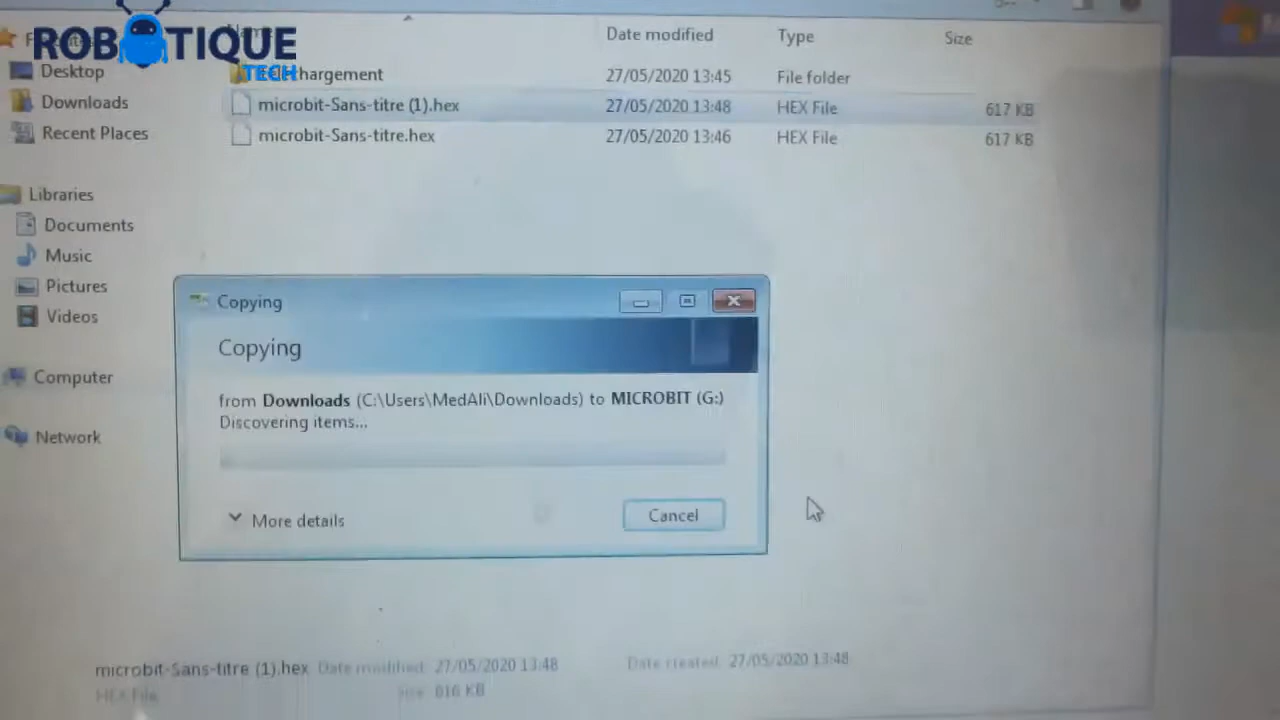 ROBOTIQUE
TECH
Date modified Type Size
chargement 27/05/2020 13:45 File folder
microbit-Sans-titre (1).hex 27/05/2020 13:48 HEX File 617 KB
microbit-Sans-titre.hex 27/05/2020 13:46 HEX File 617 KB
Desktop
Downloads
Recent Places
Libraries
Documents
Music
Pictures
Videos
Computer
Network
Copying
Copying
from Downloads (C:\Users\MedAli\Downloads) to MICROBIT (G:)
Discovering items...
More details
Cancel
microbit-Sans-titre (1).hex Date modified: 27/05/2020 13:48 Date created: 27/05/2020 13:48
HEX File Size: 616 KB